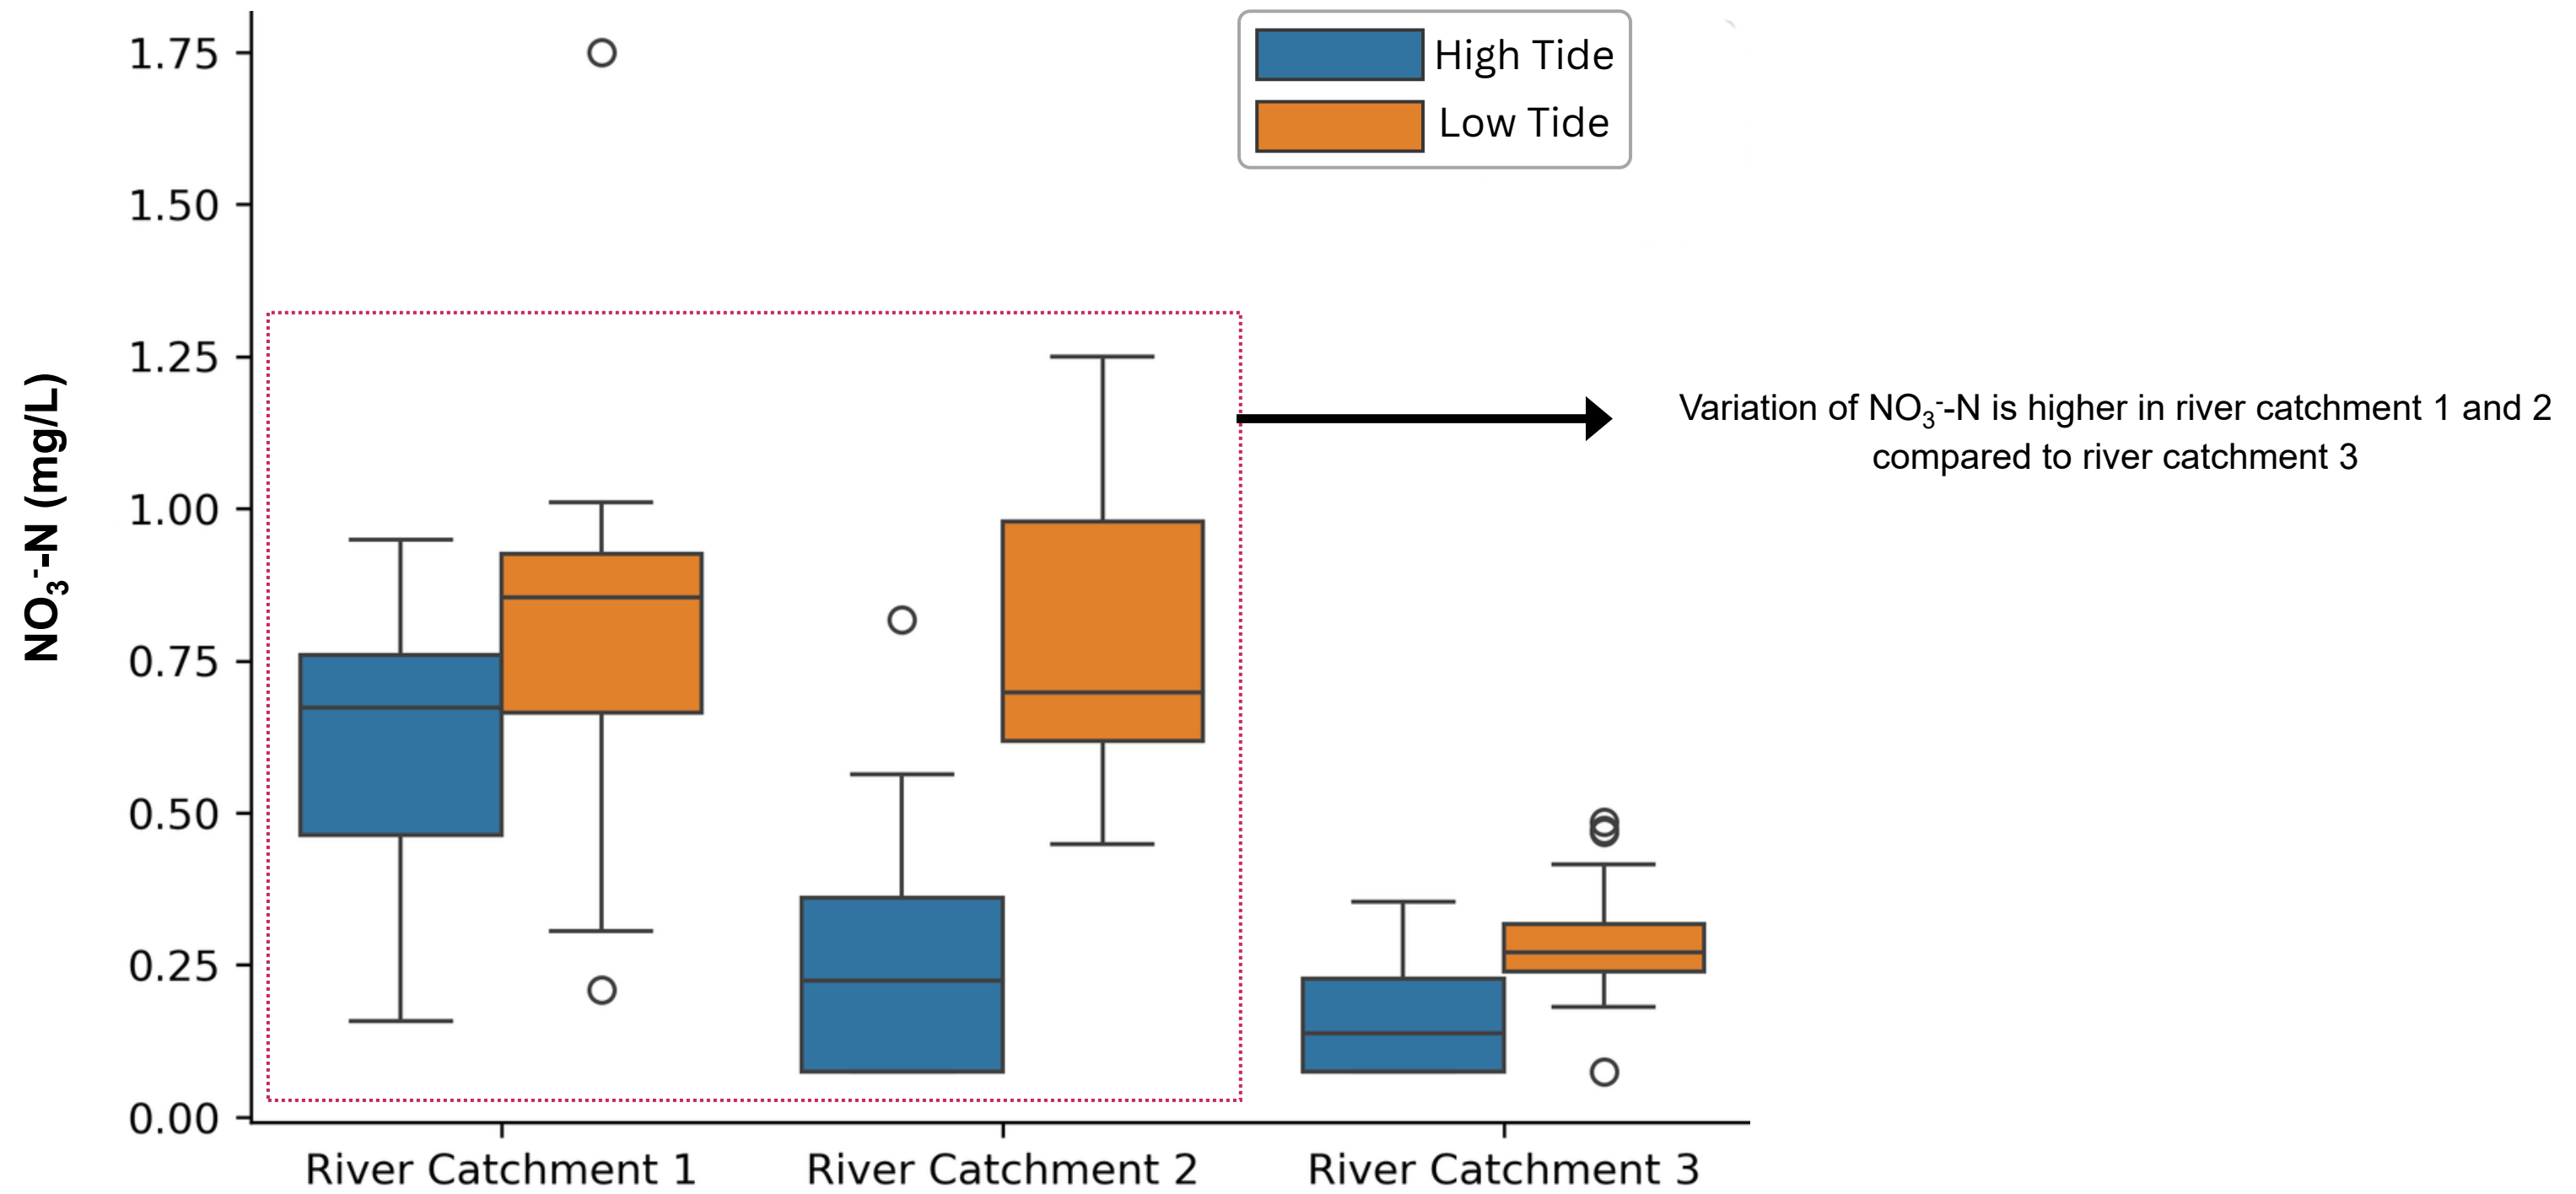 1.75
1.50
1.25
1.00
0.75
0.50
0.25
0.00
NO₃⁻-N (mg/L)
High Tide
Low Tide
Variation of NO₃⁻-N is higher in river catchment 1 and 2
compared to river catchment 3
River Catchment 1
River Catchment 2
River Catchment 3